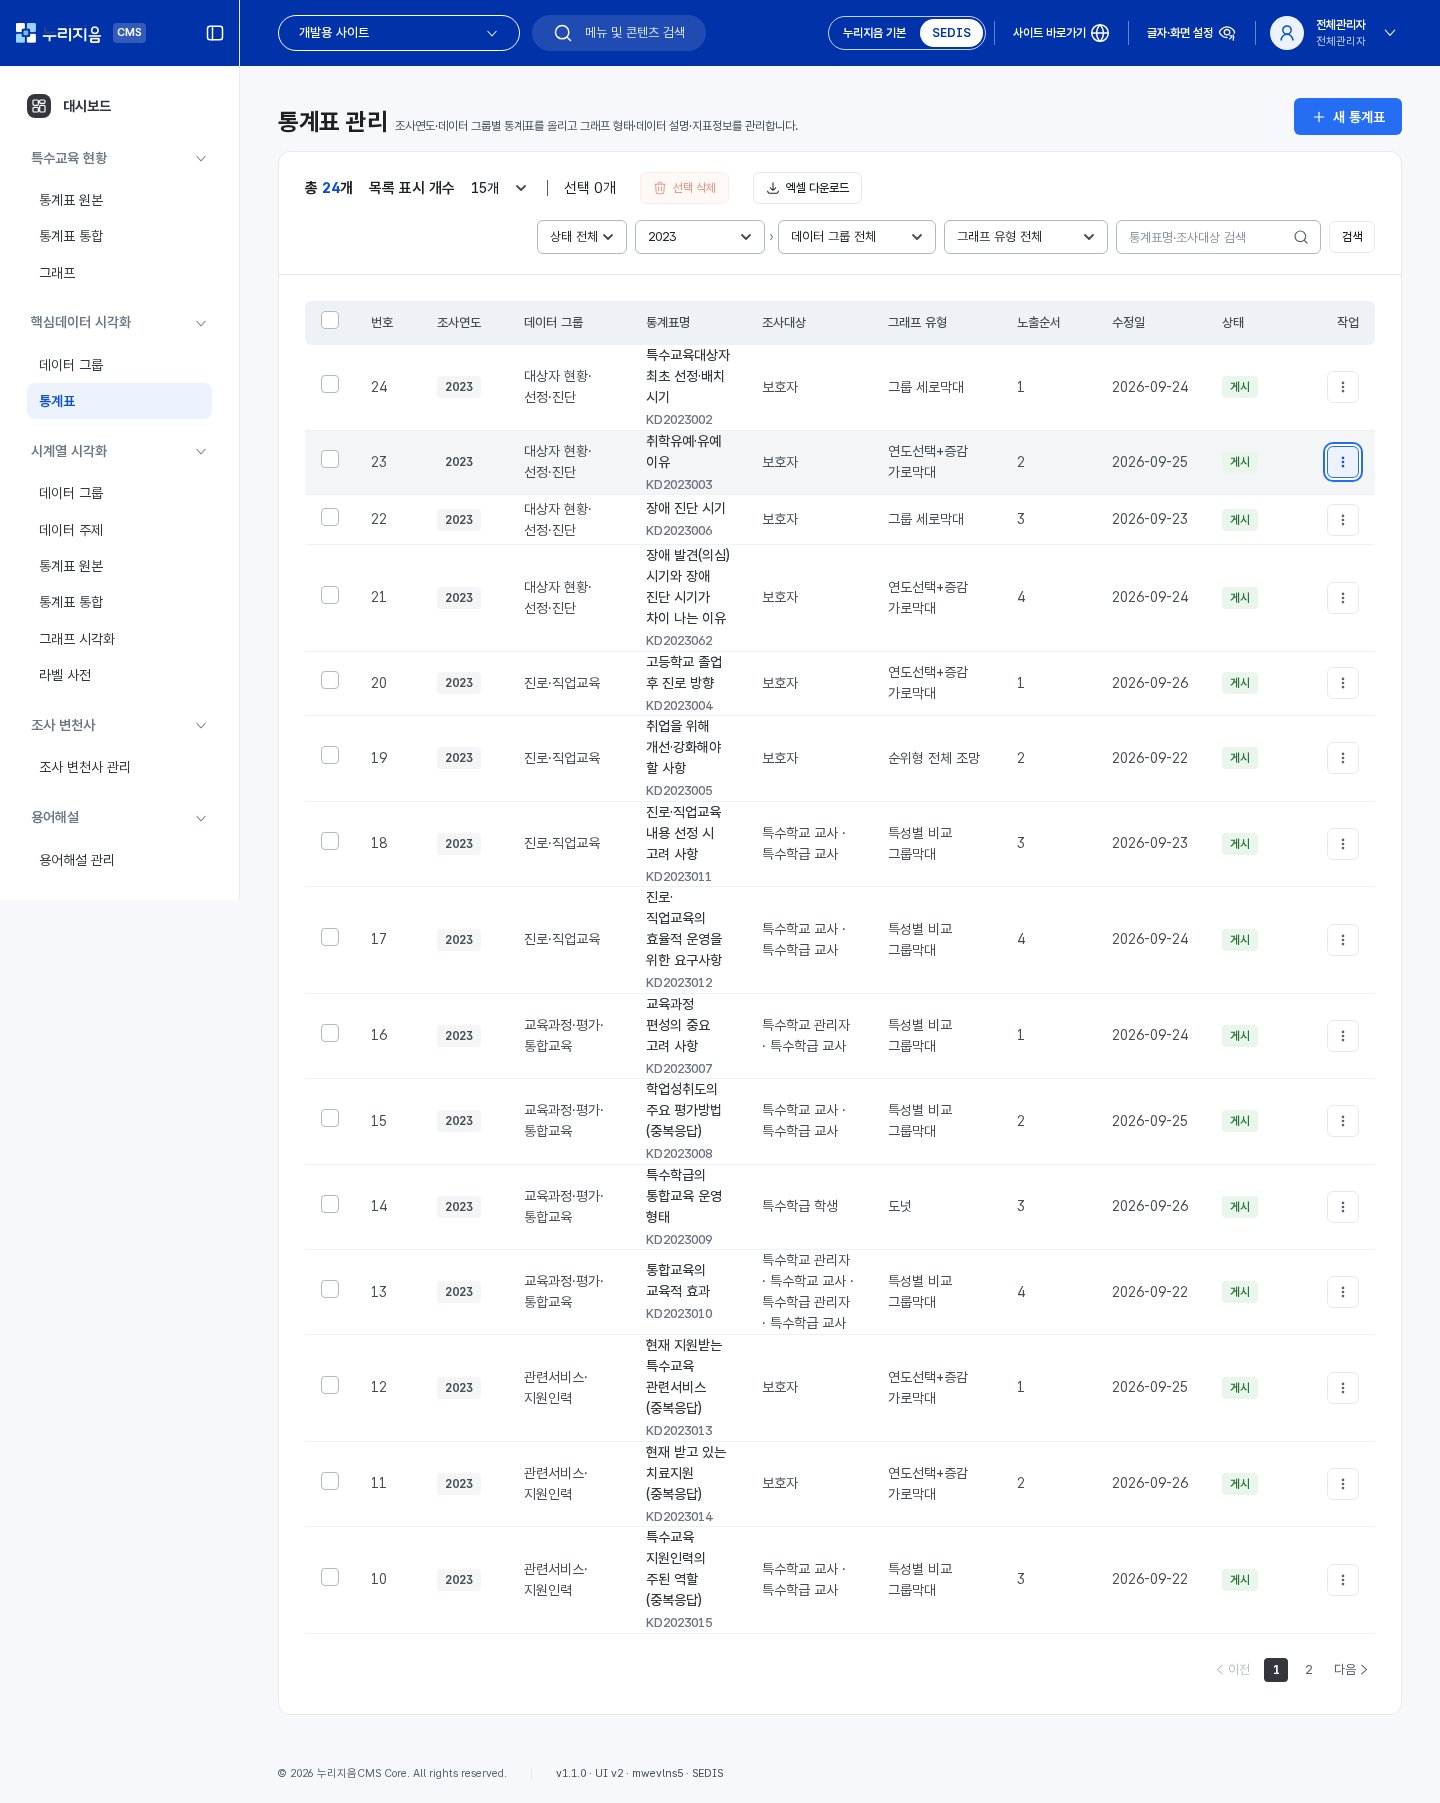 누리지음 CMS
개발용 사이트
메뉴 및 콘텐츠 검색
누리지음 기본 SEDIS
사이트 바로가기
글자·화면 설정
전체관리자
전체관리자
대시보드
특수교육 현황
통계표 원본
통계표 통합
그래프
핵심데이터 시각화
데이터 그룹
통계표
시계열 시각화
데이터 그룹
데이터 주제
통계표 원본
통계표 통합
그래프 시각화
라벨 사전
조사 변천사
조사 변천사 관리
용어해설
용어해설 관리
통계표 관리 조사연도·데이터 그룹별 통계표를 올리고 그래프 형태·데이터 설명·지표정보를 관리합니다.
새 통계표
총 24개 목록 표시 개수 15개 선택 0개 선택 삭제 엑셀 다운로드
상태 전체 2023 › 데이터 그룹 전체 그래프 유형 전체 통계표명·조사대상 검색 검색
번호 조사연도 데이터 그룹 통계표명 조사대상 그래프 유형 노출순서 수정일 상태 작업
24 2023 대상자 현황·
선정·진단
특수교육대상자
최초 선정·배치
시기
KD2023002
보호자 그룹 세로막대 1 2026-09-24 게시
23 2023 대상자 현황·
선정·진단
취학유예·유예
이유
KD2023003
보호자 연도선택+증감
가로막대
2 2026-09-25 게시
22 2023 대상자 현황·
선정·진단
장애 진단 시기
KD2023006
보호자 그룹 세로막대 3 2026-09-23 게시
21 2023 대상자 현황·
선정·진단
장애 발견(의심)
시기와 장애
진단 시기가
차이 나는 이유
KD2023062
보호자 연도선택+증감
가로막대
4 2026-09-24 게시
20 2023 진로·직업교육
고등학교 졸업
후 진로 방향
KD2023004
보호자 연도선택+증감
가로막대
1 2026-09-26 게시
19 2023 진로·직업교육
취업을 위해
개선·강화해야
할 사항
KD2023005
보호자 순위형 전체 조망 2 2026-09-22 게시
18 2023 진로·직업교육
진로·직업교육
내용 선정 시
고려 사항
KD2023011
특수학교 교사 ·
특수학급 교사
특성별 비교
그룹막대
3 2026-09-23 게시
17 2023 진로·직업교육
진로·
직업교육의
효율적 운영을
위한 요구사항
KD2023012
특수학교 교사 ·
특수학급 교사
특성별 비교
그룹막대
4 2026-09-24 게시
16 2023 교육과정·평가·
통합교육
교육과정
편성의 중요
고려 사항
KD2023007
특수학교 관리자
· 특수학급 교사
특성별 비교
그룹막대
1 2026-09-24 게시
15 2023 교육과정·평가·
통합교육
학업성취도의
주요 평가방법
(중복응답)
KD2023008
특수학교 교사 ·
특수학급 교사
특성별 비교
그룹막대
2 2026-09-25 게시
14 2023 교육과정·평가·
통합교육
특수학급의
통합교육 운영
형태
KD2023009
특수학급 학생 도넛 3 2026-09-26 게시
13 2023 교육과정·평가·
통합교육
통합교육의
교육적 효과
KD2023010
특수학교 관리자
· 특수학교 교사 ·
특수학급 관리자
· 특수학급 교사
특성별 비교
그룹막대
4 2026-09-22 게시
12 2023 관련서비스·
지원인력
현재 지원받는
특수교육
관련서비스
(중복응답)
KD2023013
보호자 연도선택+증감
가로막대
1 2026-09-25 게시
11 2023 관련서비스·
지원인력
현재 받고 있는
치료지원
(중복응답)
KD2023014
보호자 연도선택+증감
가로막대
2 2026-09-26 게시
10 2023 관련서비스·
지원인력
특수교육
지원인력의
주된 역할
(중복응답)
KD2023015
특수학교 교사 ·
특수학급 교사
특성별 비교
그룹막대
3 2026-09-22 게시
이전 1 2 다음
© 2026 누리지음CMS Core. All rights reserved. v1.1.0 · UI v2 · mwevlns5 · SEDIS